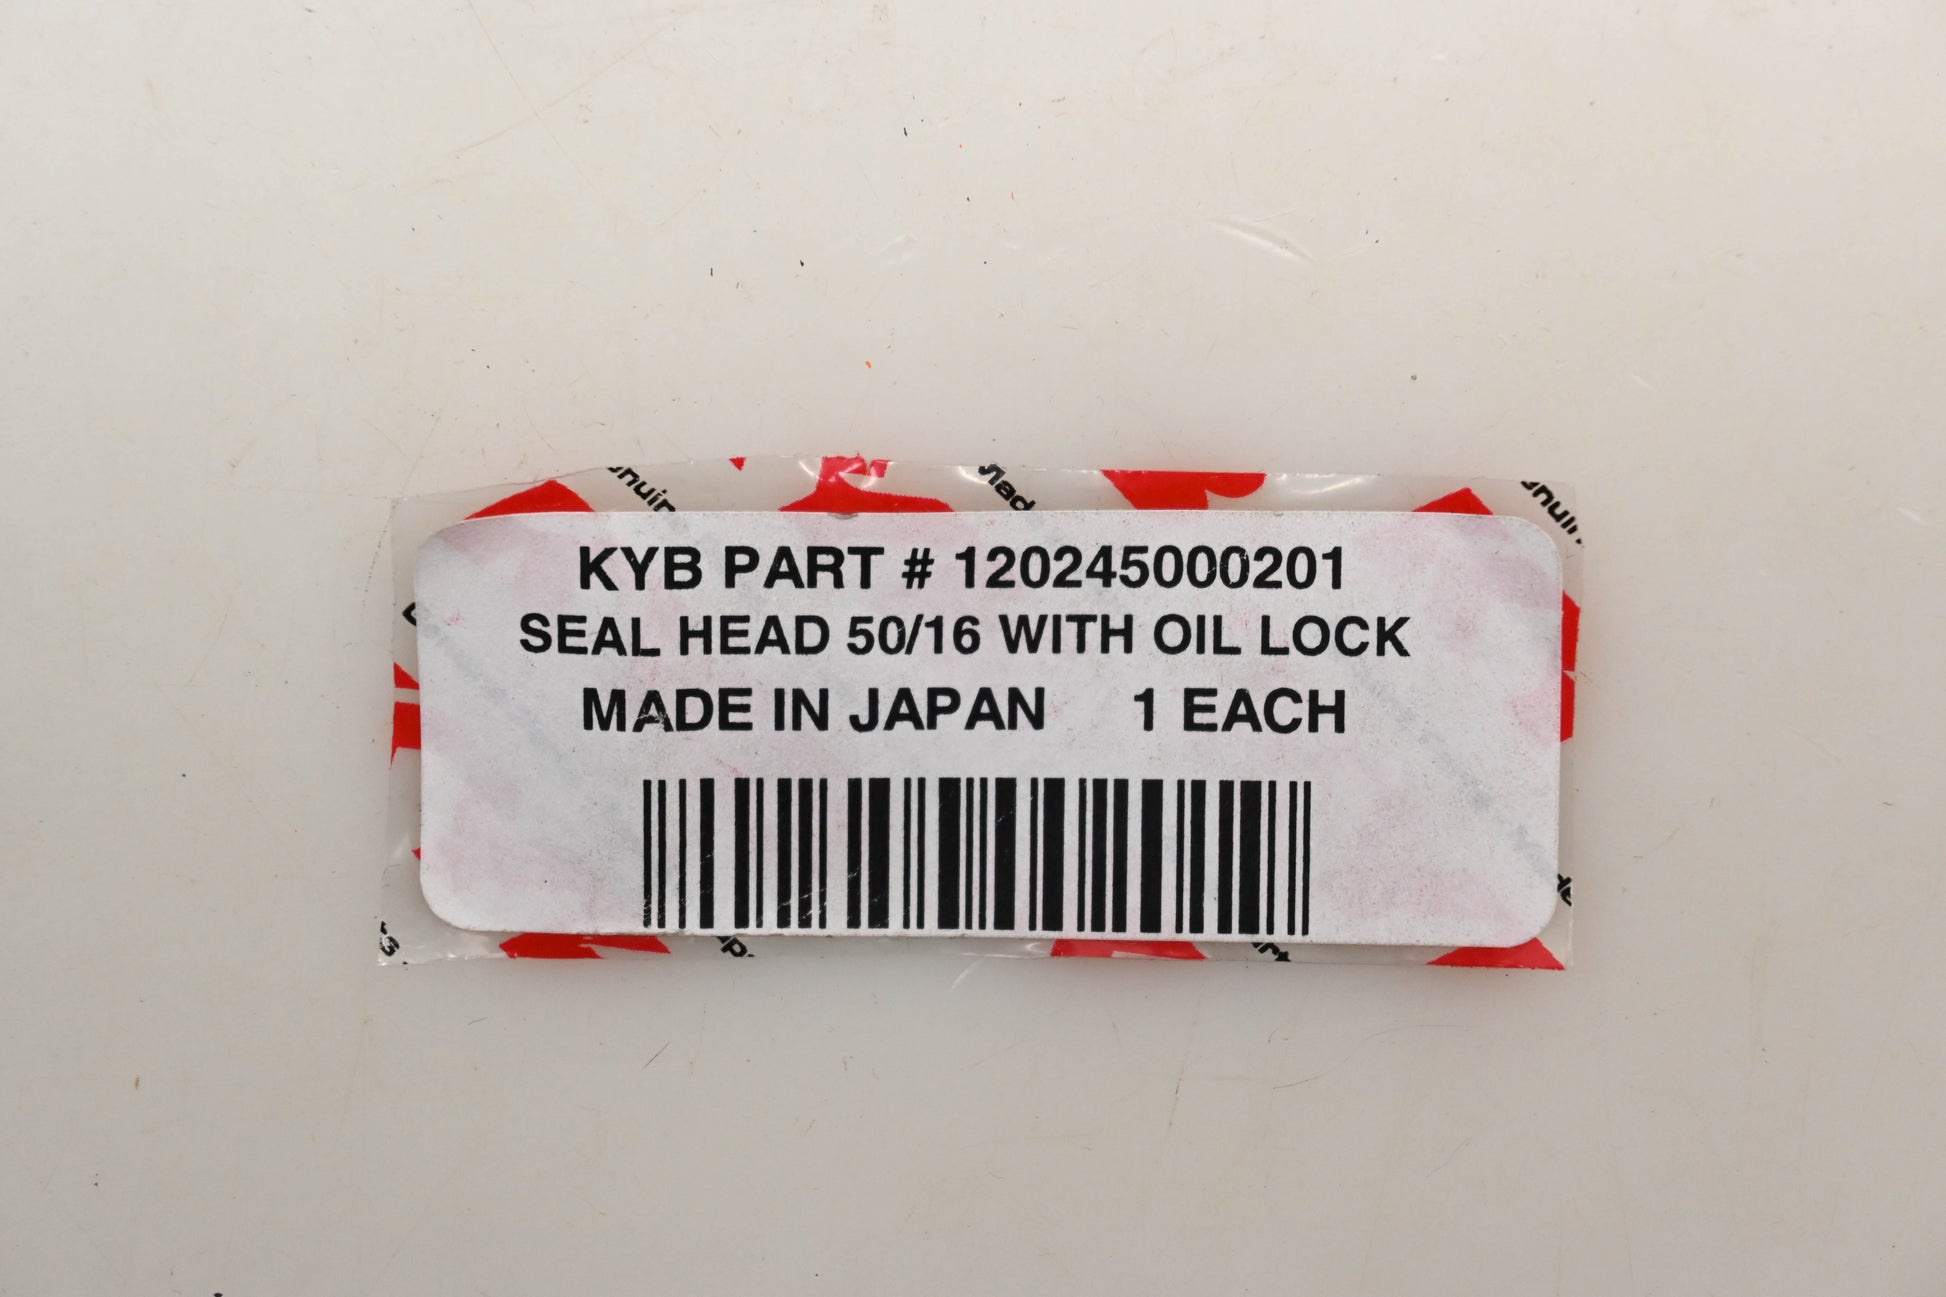 KYB PART # 120245000201
SEAL HEAD 50/16 WITH OIL LOCK
MADE IN JAPAN 1 EACH